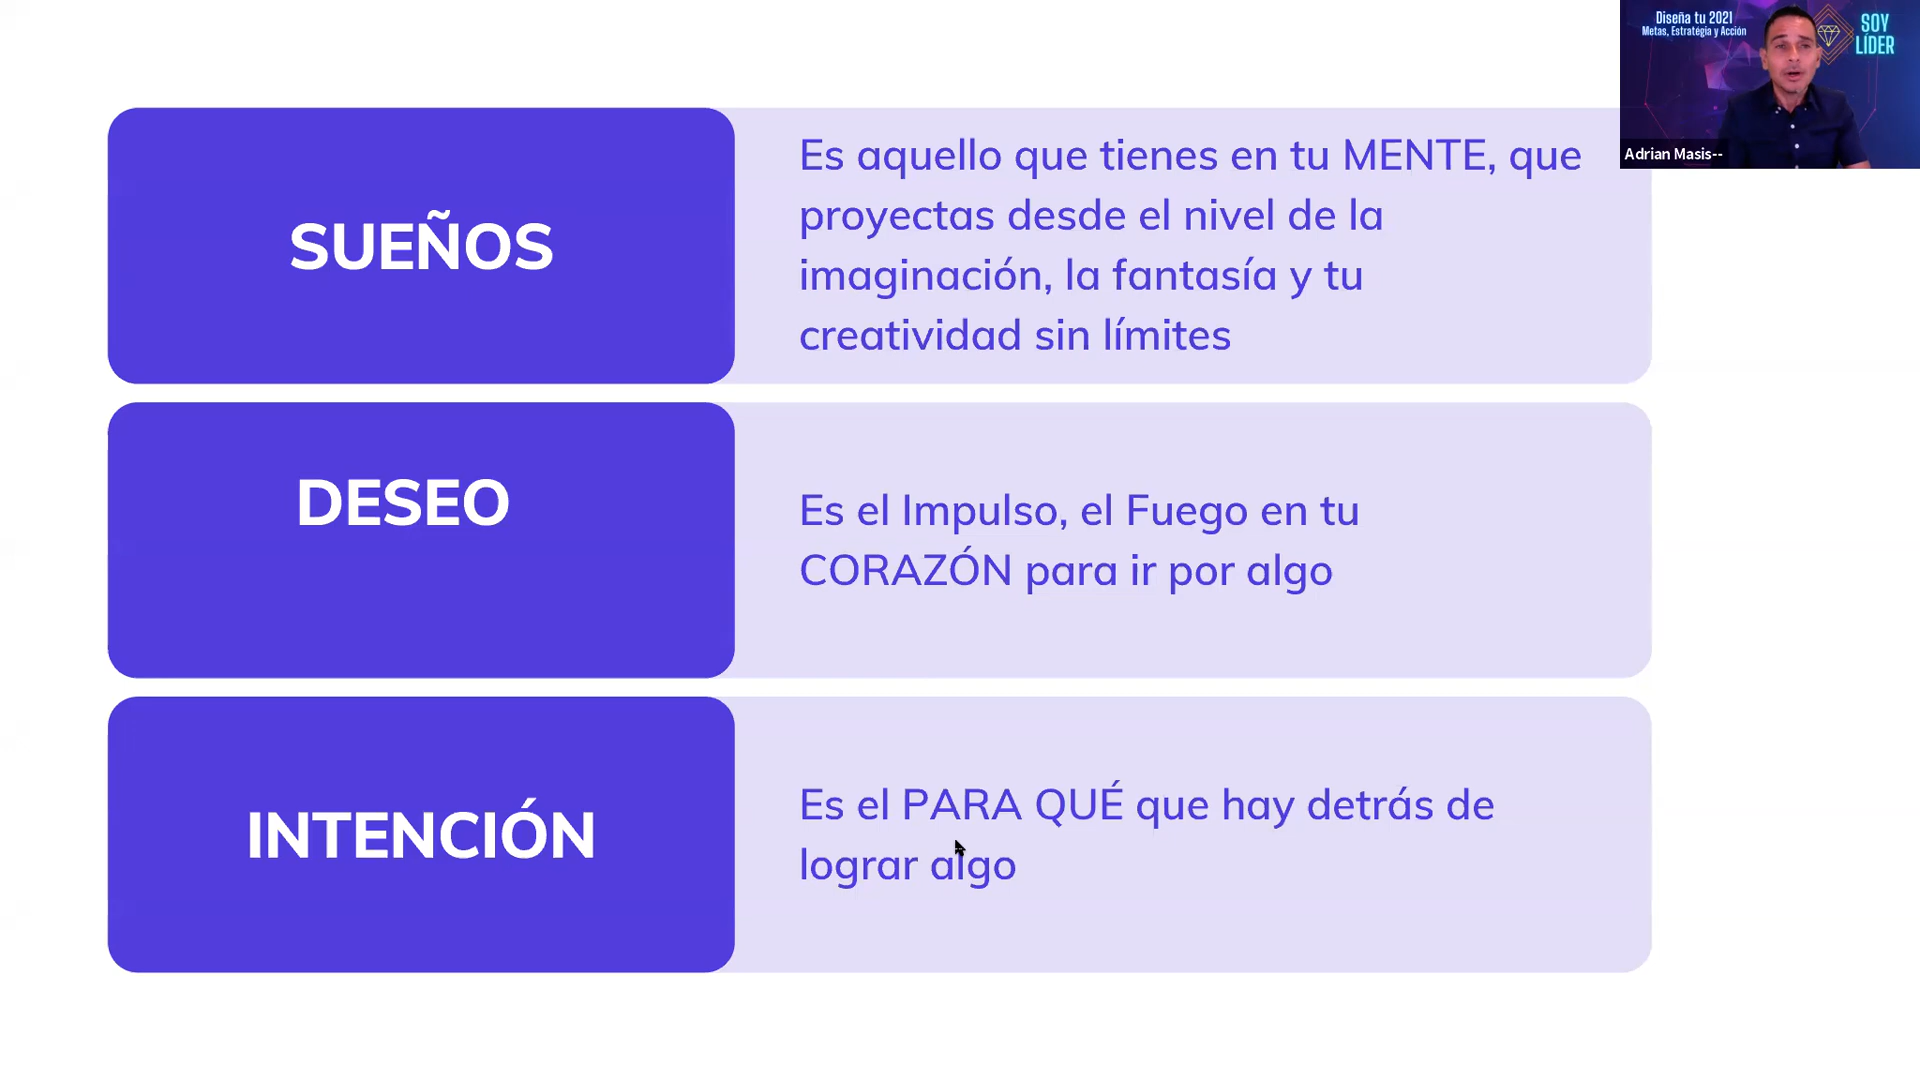 Diseña tu 2021
Metas, Estratégia y Acción
SOY
LÍDER
Adrian Masis--
SUEÑOS
Es aquello que tienes en tu MENTE, que
proyectas desde el nivel de la
imaginación, la fantasía y tu
creatividad sin límites
DESEO
Es el Impulso, el Fuego en tu
CORAZÓN para ir por algo
INTENCIÓN
Es el PARA QUÉ que hay detrás de
lograr algo